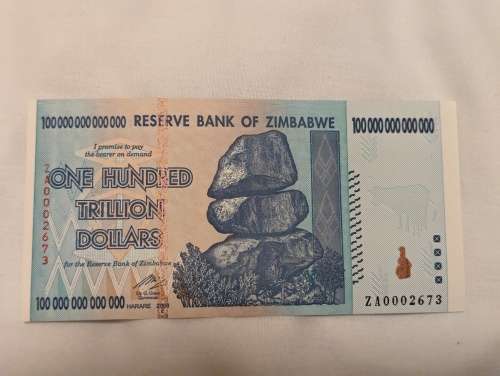 100 000 000 000 000 RESERVE BANK OF ZIMBABWE 100 000 000 000 000
I promise to pay
the bearer on demand
ONE HUNDRED
TRILLION
DOLLARS
for the Reserve Bank of Zimbabwe
Dr. G. Gono
100 000 000 000 000 HARARE 2008
ZA0002673
ZA0002673